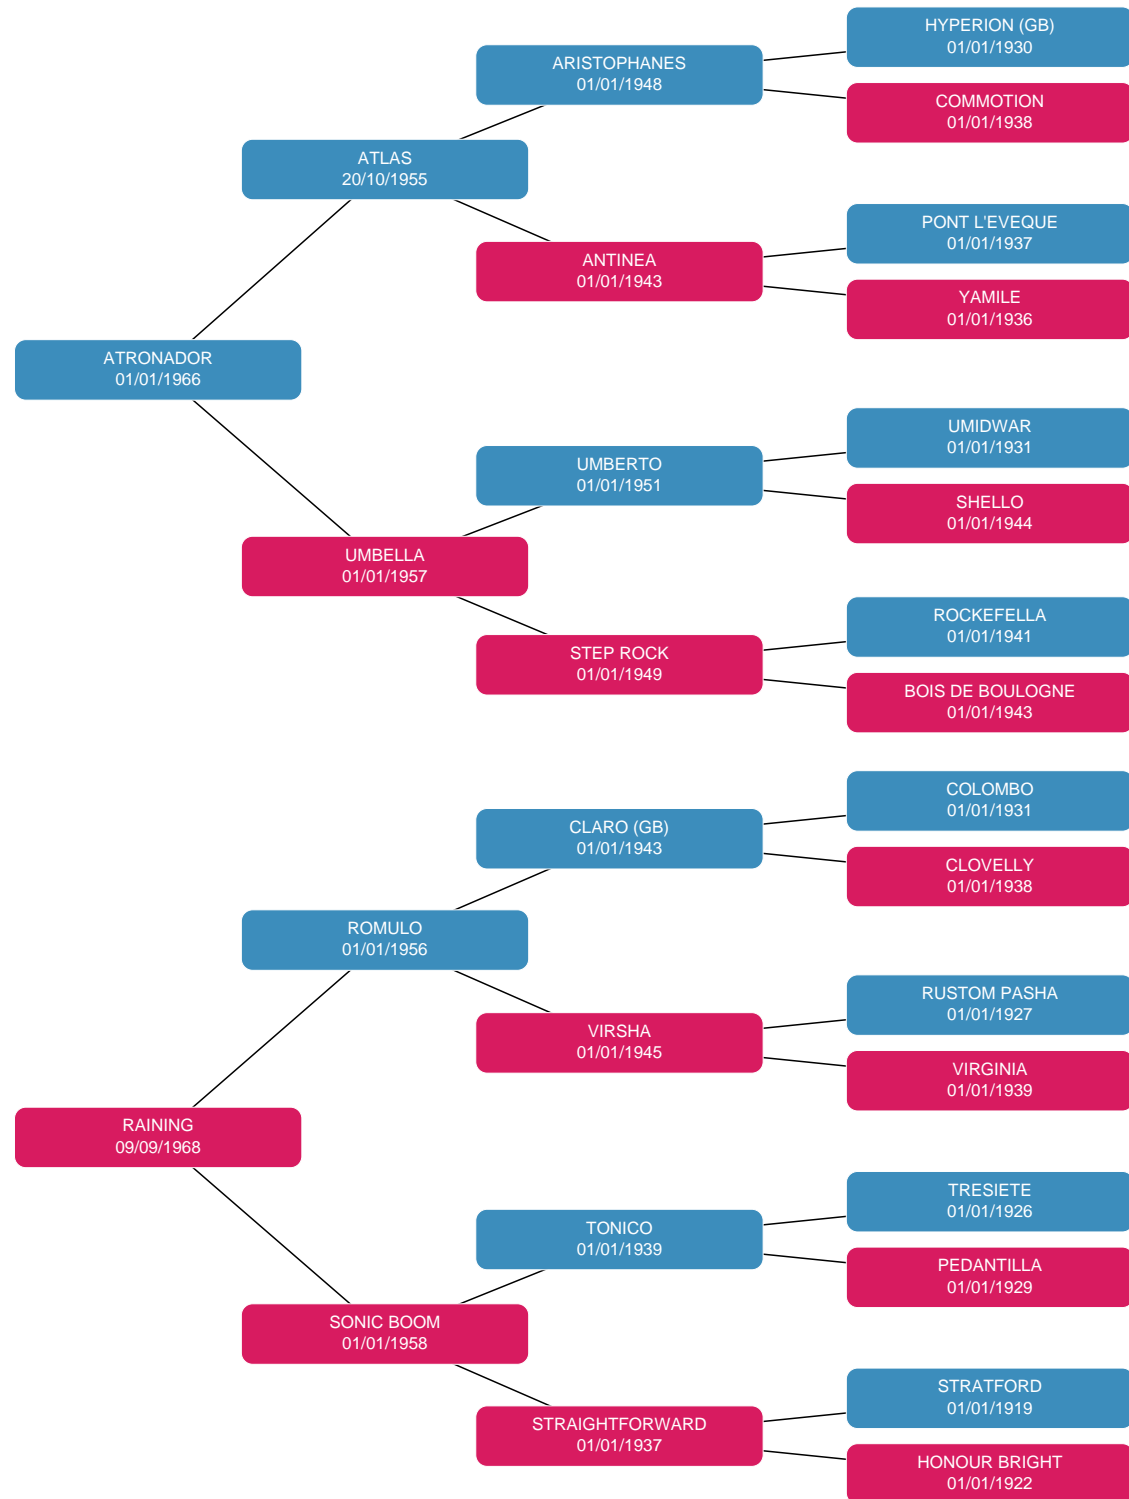 HYPERION (GB)
01/01/1930
ARISTOPHANES
01/01/1948
COMMOTION
01/01/1938
ATLAS
20/10/1955
PONT L'EVEQUE
01/01/1937
ANTINEA
01/01/1943
YAMILE
01/01/1936
ATRONADOR
01/01/1966
UMIDWAR
01/01/1931
UMBERTO
01/01/1951
SHELLO
01/01/1944
UMBELLA
01/01/1957
ROCKEFELLA
01/01/1941
STEP ROCK
01/01/1949
BOIS DE BOULOGNE
01/01/1943
COLOMBO
01/01/1931
CLARO (GB)
01/01/1943
CLOVELLY
01/01/1938
ROMULO
01/01/1956
RUSTOM PASHA
01/01/1927
VIRSHA
01/01/1945
VIRGINIA
01/01/1939
RAINING
09/09/1968
TRESIETE
01/01/1926
TONICO
01/01/1939
PEDANTILLA
01/01/1929
SONIC BOOM
01/01/1958
STRATFORD
01/01/1919
STRAIGHTFORWARD
01/01/1937
HONOUR BRIGHT
01/01/1922